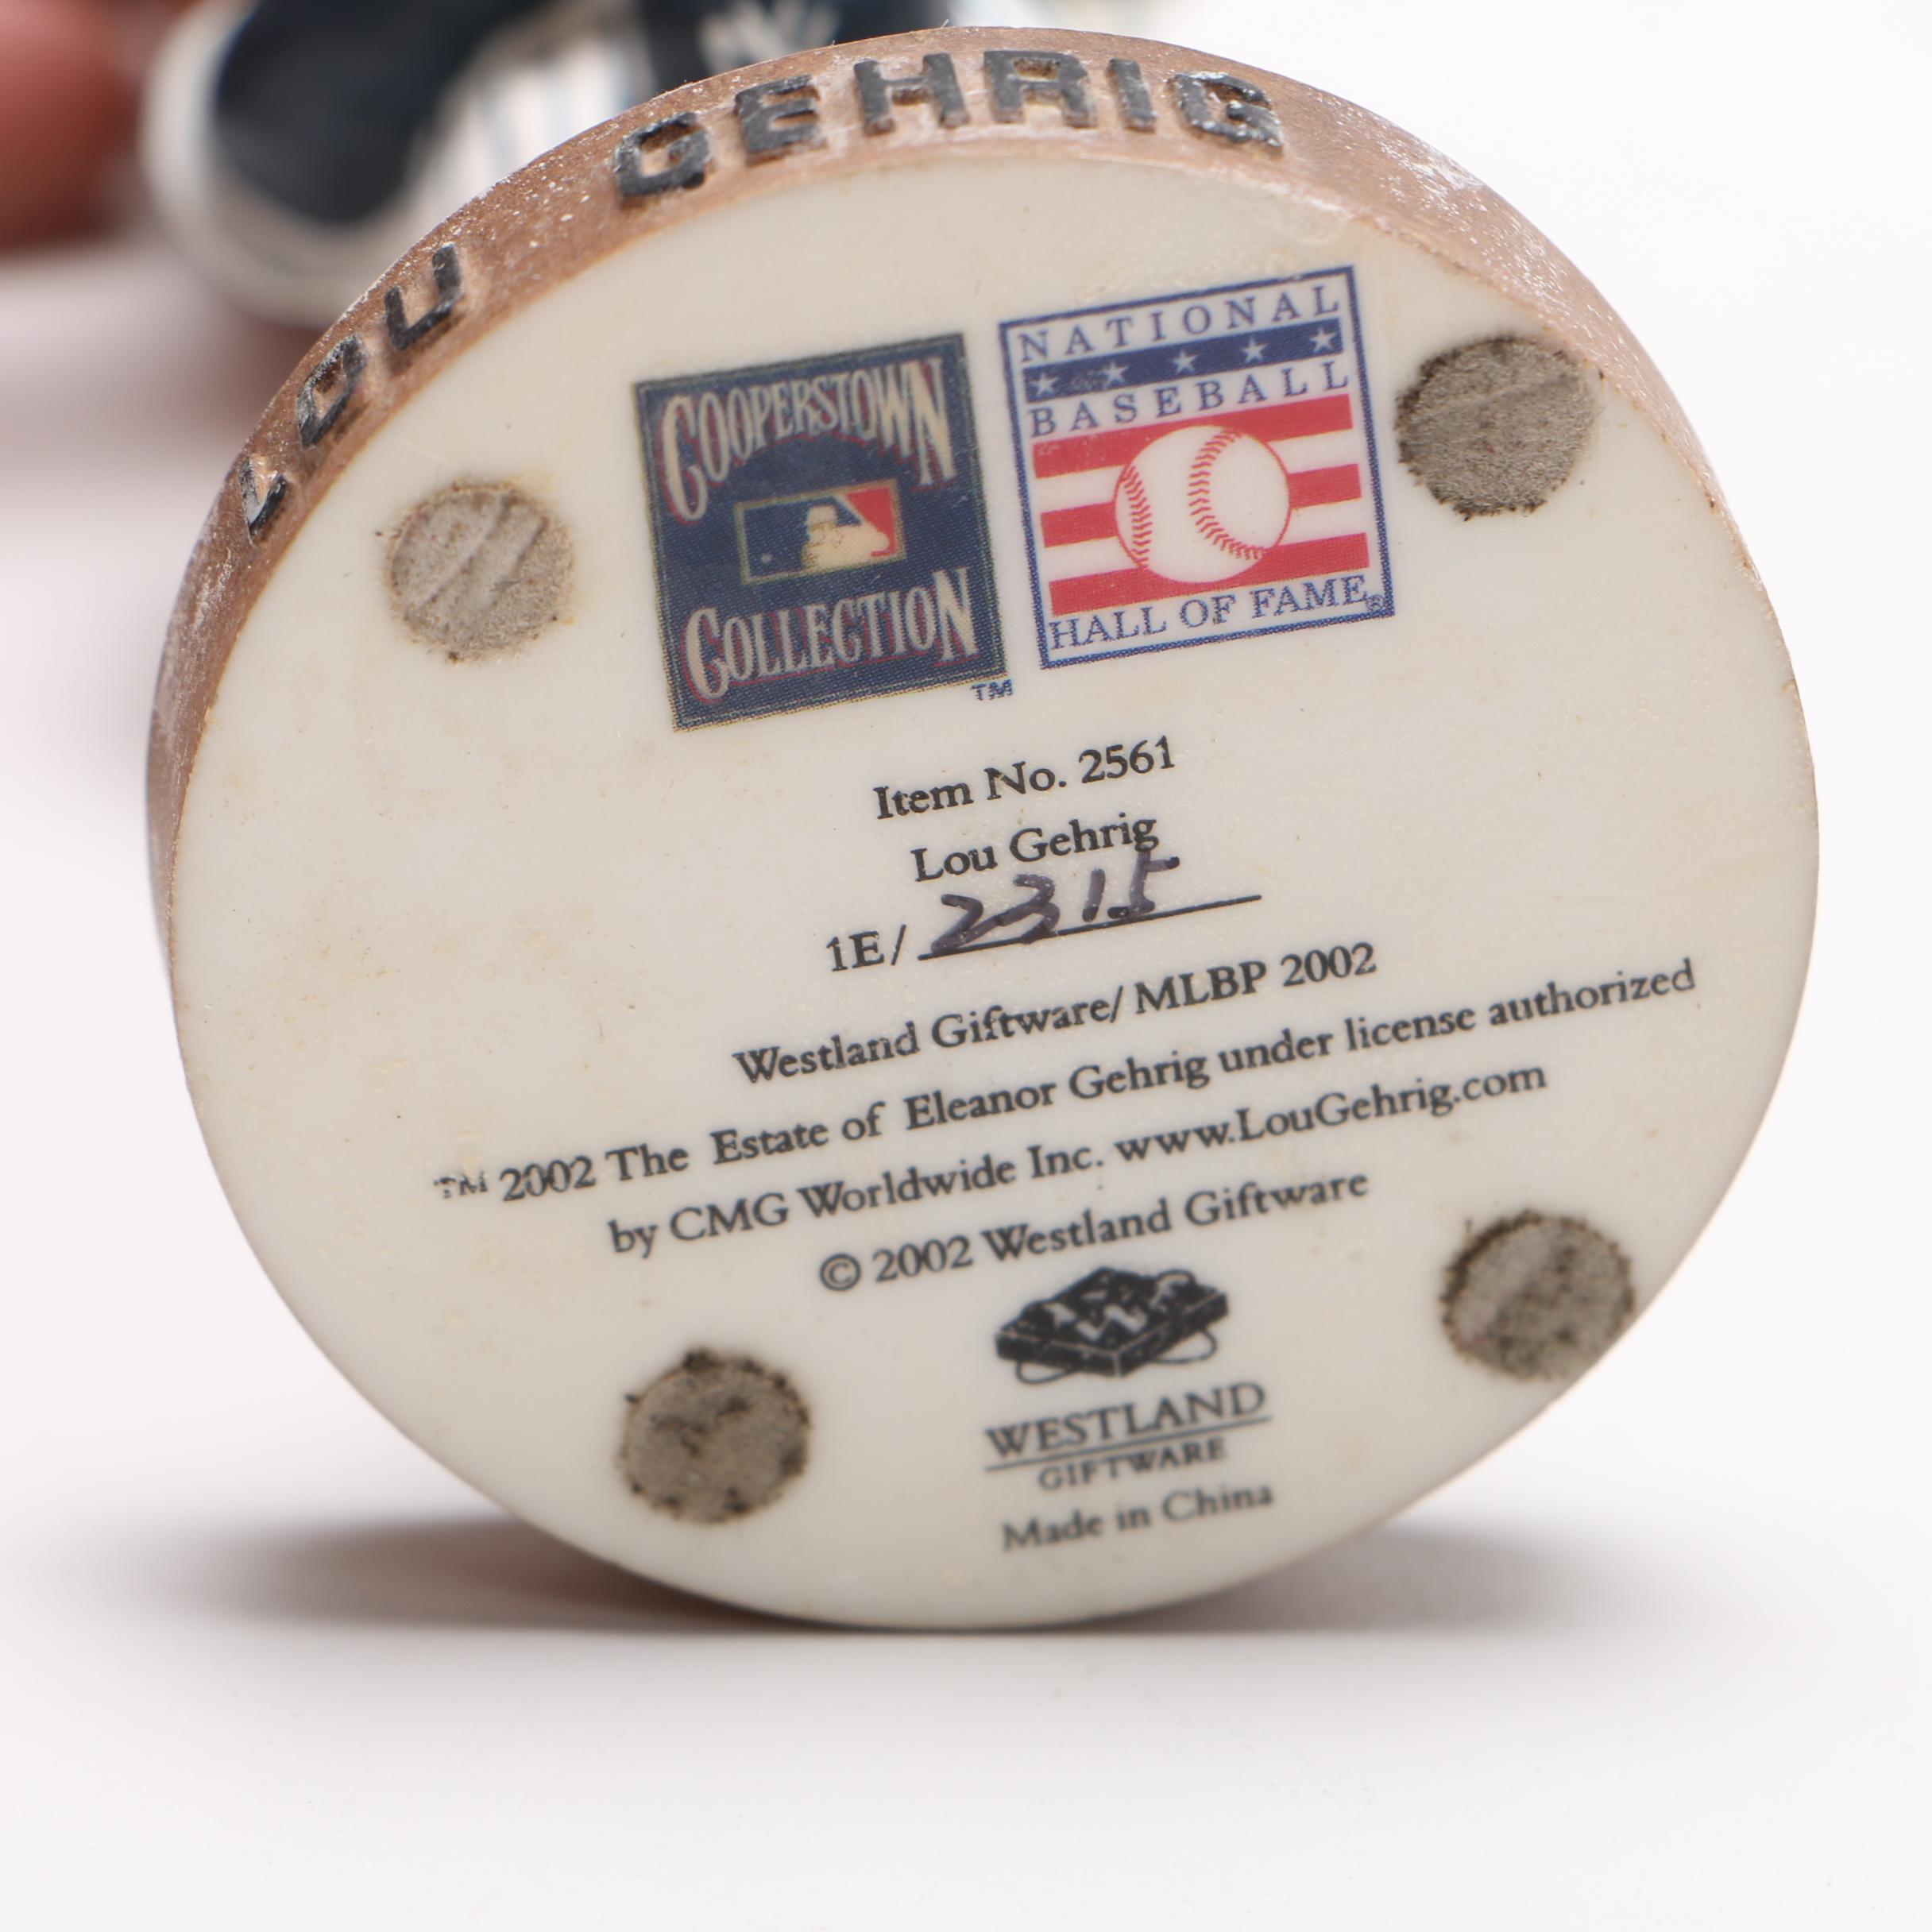 LOU GEHRIG
COOPERSTOWN
COLLECTION
TM
NATIONAL
BASEBALL
HALL OF FAME®
Item No. 2561
Lou Gehrig
1E/ 2315
Westland Giftware/ MLBP 2002
™ 2002 The Estate of Eleanor Gehrig under license authorized
by CMG Worldwide Inc. www.LouGehrig.com
© 2002 Westland Giftware
WESTLAND
GIFTWARE
Made in China